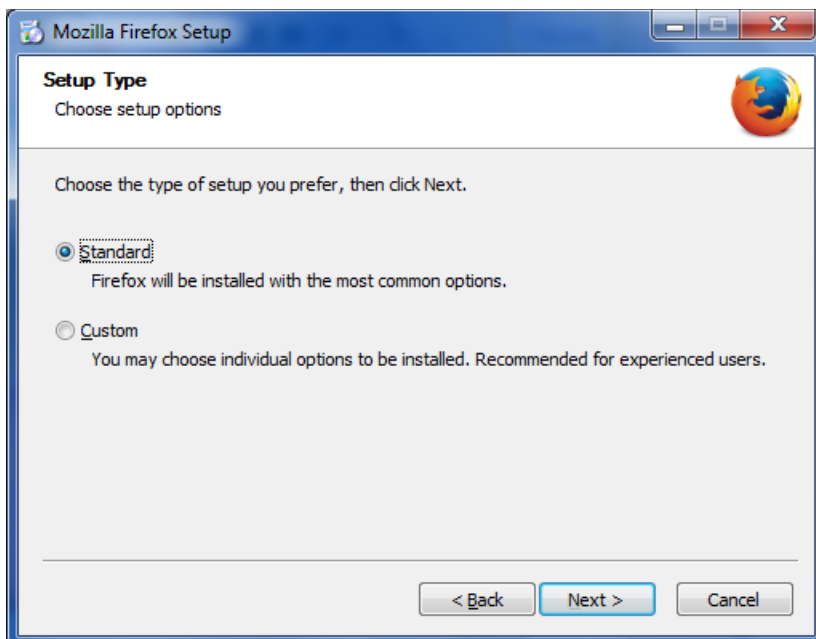 Mozilla Firefox Setup
Setup Type
Choose setup options
Choose the type of setup you prefer, then click Next.
Standard
Firefox will be installed with the most common options.
Custom
You may choose individual options to be installed. Recommended for experienced users.
< Back Next > Cancel